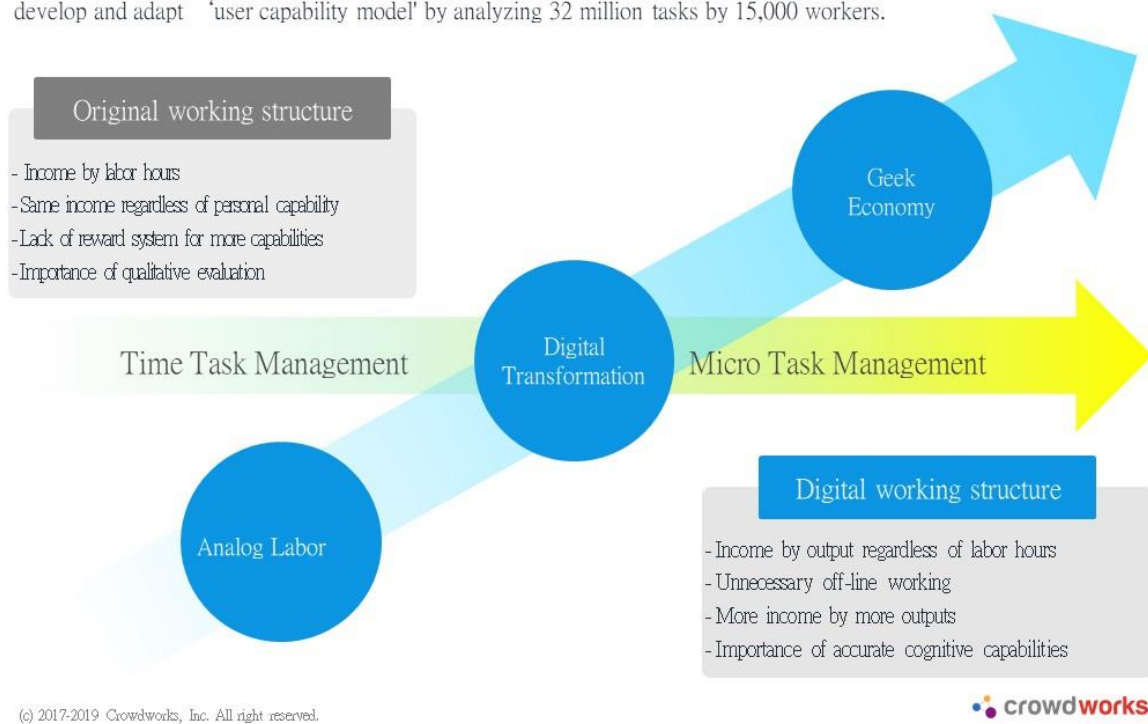 develop and adapt ‘user capability model' by analyzing 32 million tasks by 15,000 workers.
Original working structure
- Income by labor hours
- Same income regardless of personal capability
- Lack of reward system for more capabilities
- Importance of qualitative evaluation
Geek
Economy
Time Task Management
Digital
Transformation
Micro Task Management
Analog Labor
Digital working structure
- Income by output regardless of labor hours
- Unnecessary off-line working
- More income by more outputs
- Importance of accurate cognitive capabilities
(c) 2017-2019 Crowdworks, Inc. All right reserved.
crowdworks